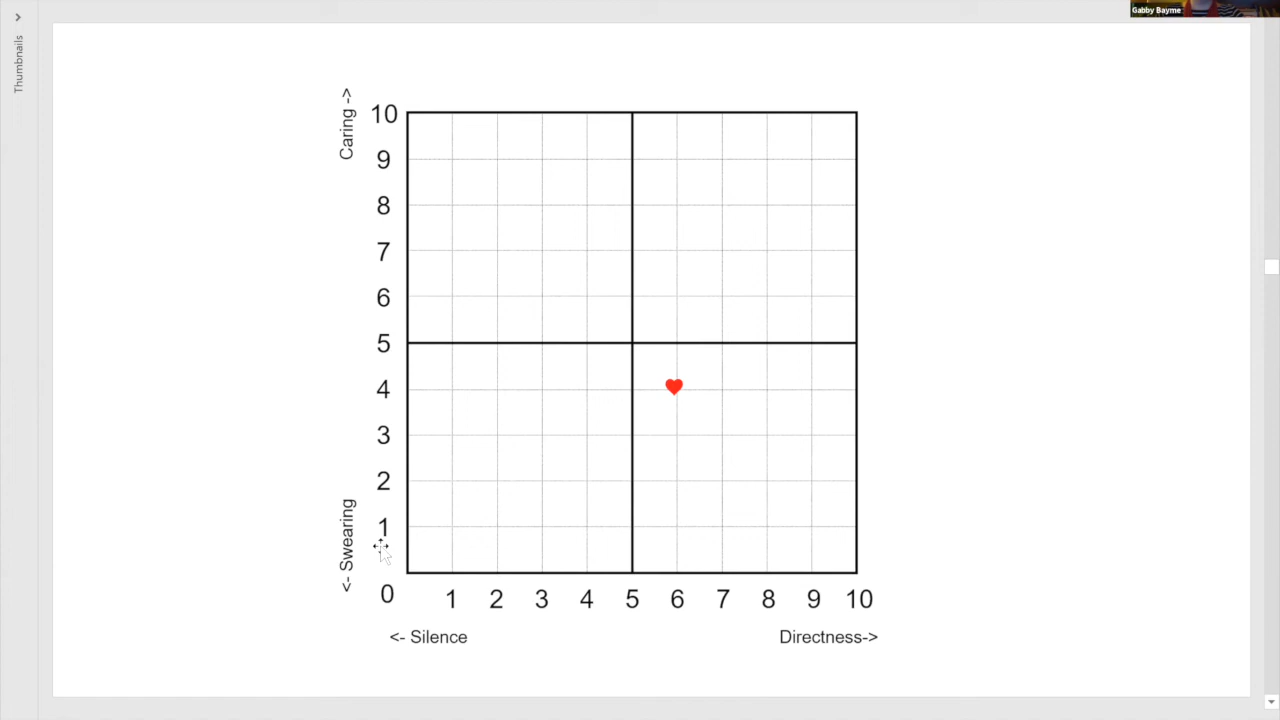 Gabby Bayme
Thumbnails
Caring ->
10
9
8
7
6
5
4
3
2
1
<- Swearing
0 1 2 3 4 5 6 7 8 9 10
<- Silence Directness->